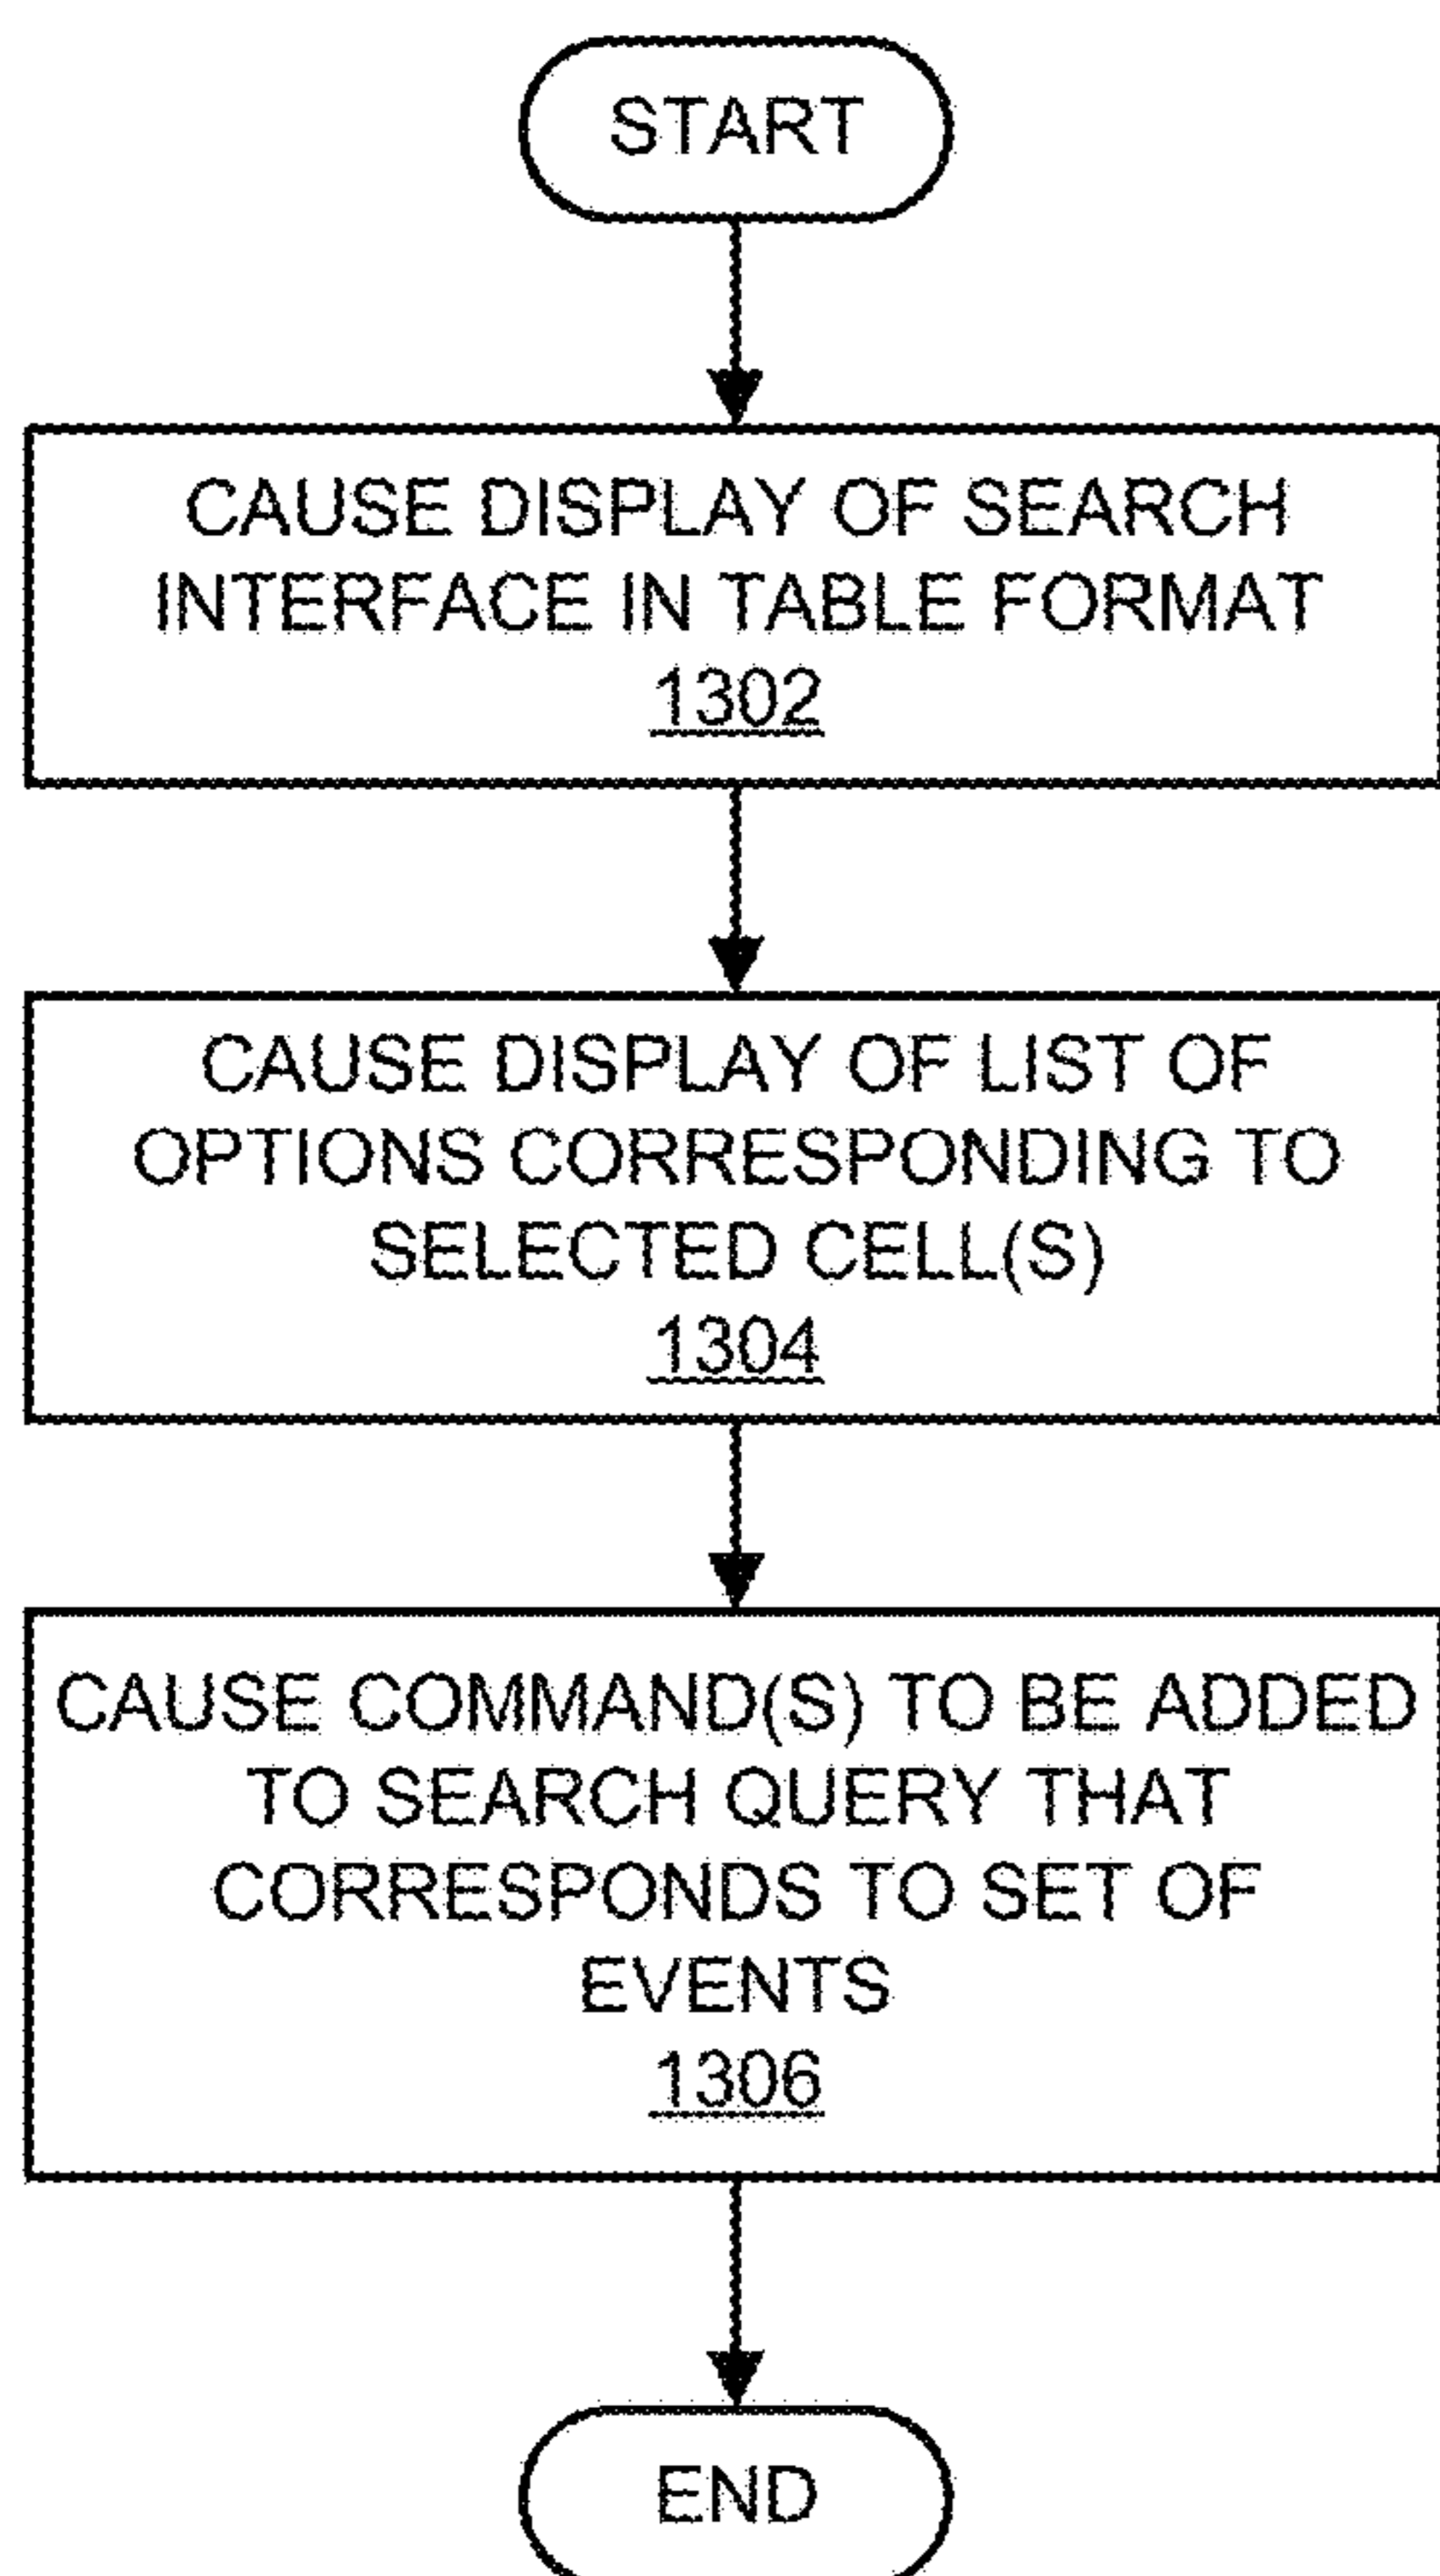 START
CAUSE DISPLAY OF SEARCH
INTERFACE IN TABLE FORMAT
1302
CAUSE DISPLAY OF LIST OF
OPTIONS CORRESPONDING TO
SELECTED CELL(S)
1304
CAUSE COMMAND(S) TO BE ADDED
TO SEARCH QUERY THAT
CORRESPONDS TO SET OF
EVENTS
1306
END